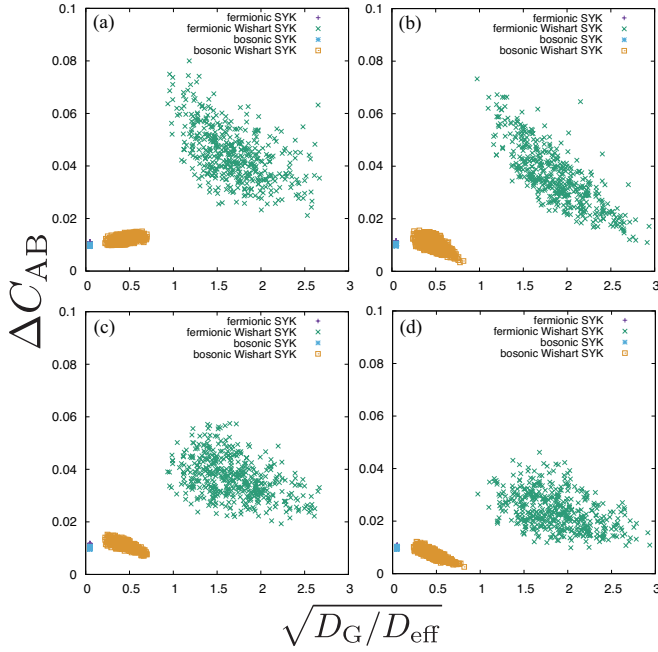 (a)
fermionic SYK
fermionic Wishart SYK
bosonic SYK
bosonic Wishart SYK
0.1
0.08
0.06
0.04
0.02
0
0 0.5 1 1.5 2 2.5 3
(b)
fermionic SYK
fermionic Wishart SYK
bosonic SYK
bosonic Wishart SYK
0.1
0.08
0.06
0.04
0.02
0
0 0.5 1 1.5 2 2.5 3
ΔC_AB
(c)
fermionic SYK
fermionic Wishart SYK
bosonic SYK
bosonic Wishart SYK
0.1
0.08
0.06
0.04
0.02
0
0 0.5 1 1.5 2 2.5 3
(d)
fermionic SYK
fermionic Wishart SYK
bosonic SYK
bosonic Wishart SYK
0.1
0.08
0.06
0.04
0.02
0
0 0.5 1 1.5 2 2.5 3
√D_G/D_eff